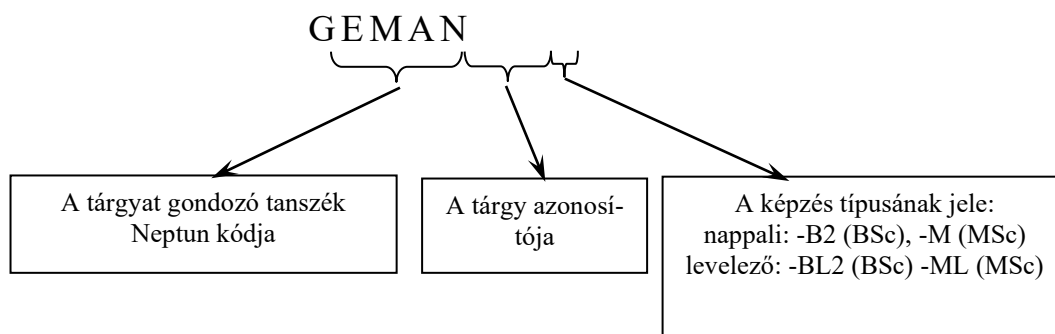 GEMAN
A tárgyat gondozó tanszék
Neptun kódja
A tárgy azonosí-
tója
A képzés típusának jele:
nappali: -B2 (BSc), -M (MSc)
levelező: -BL2 (BSc) -ML (MSc)